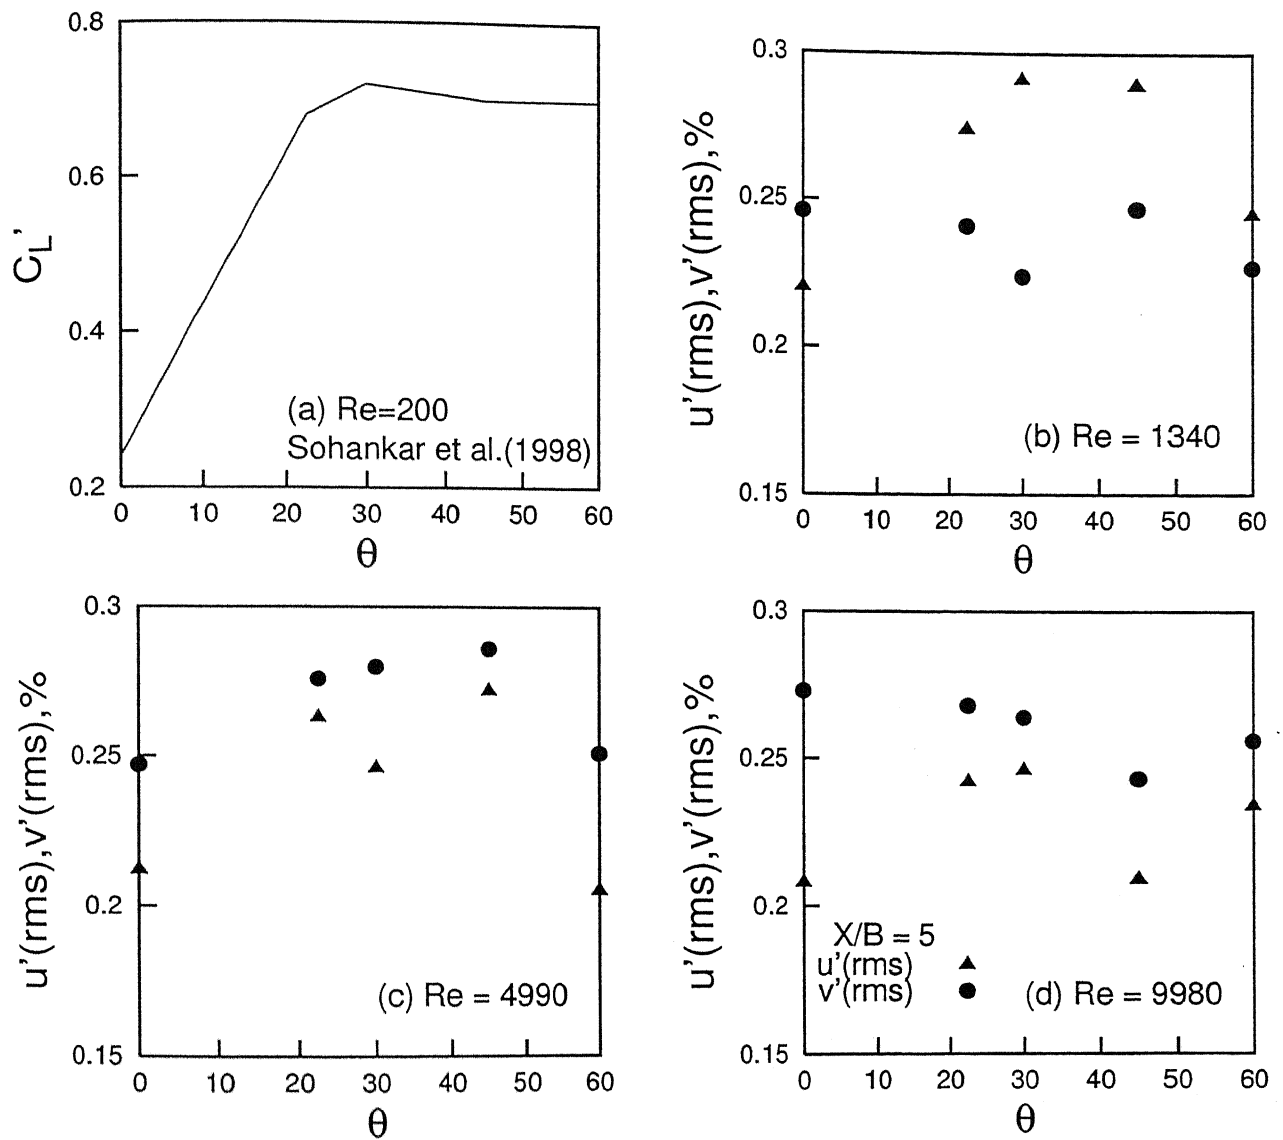 0.8
0.6
0.4
0.2
C_L'
(a) Re=200
Sohankar et al.(1998)
0 10 20 30 40 50 60
θ
0.3
0.25
0.2
0.15
u'(rms),v'(rms),%
(b) Re = 1340
0 10 20 30 40 50 60
θ
0.3
0.25
0.2
0.15
u'(rms),v'(rms),%
(c) Re = 4990
0 10 20 30 40 50 60
θ
0.3
0.25
0.2
0.15
u'(rms),v'(rms),%
X/B = 5
u'(rms)
v'(rms)
(d) Re = 9980
0 10 20 30 40 50 60
θ